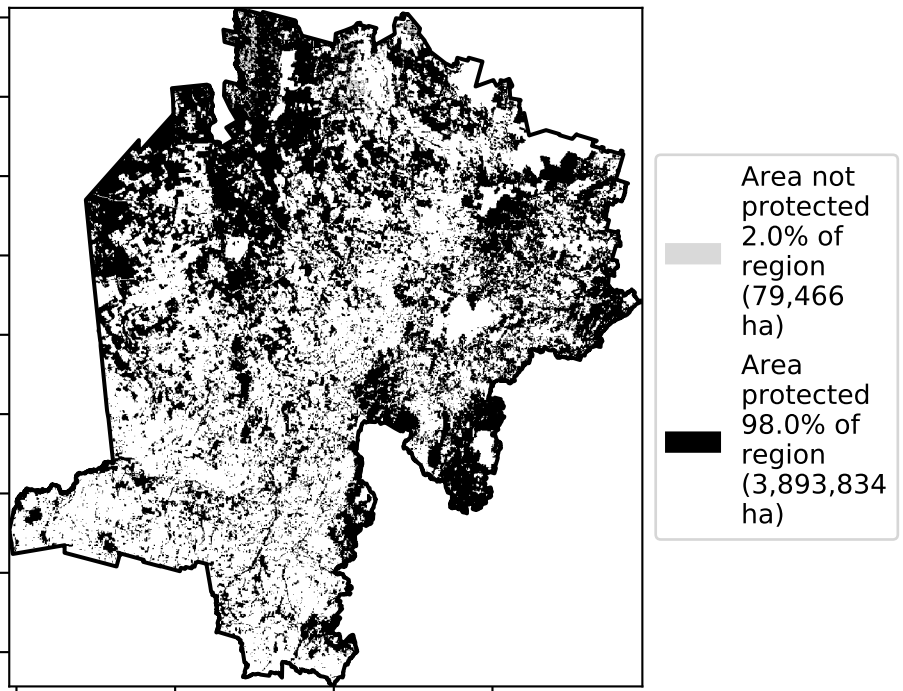 Area not
protected
2.0% of
region
(79,466
ha)
Area
protected
98.0% of
region
(3,893,834
ha)